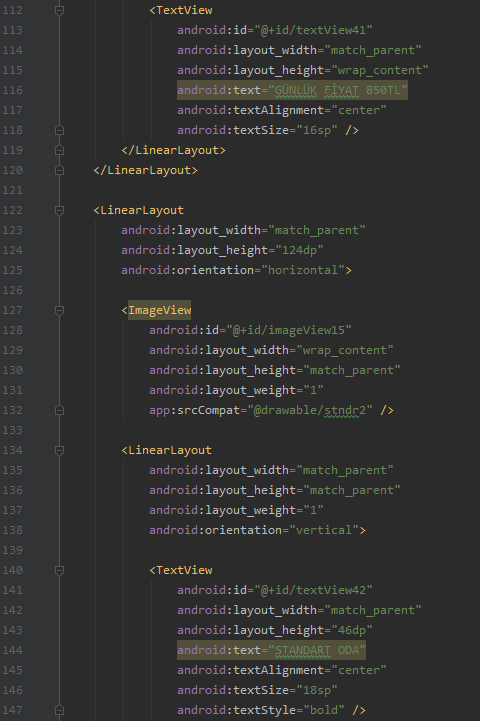 112 <TextView
113 android:id="@+id/textView41"
114 android:layout_width="match_parent"
115 android:layout_height="wrap_content"
116 android:text="GÜNLÜK FİYAT 850TL"
117 android:textAlignment="center"
118 android:textSize="16sp" />
119 </LinearLayout>
120 </LinearLayout>
121
122 <LinearLayout
123 android:layout_width="match_parent"
124 android:layout_height="124dp"
125 android:orientation="horizontal">
126
127 <ImageView
128 android:id="@+id/imageView15"
129 android:layout_width="wrap_content"
130 android:layout_height="match_parent"
131 android:layout_weight="1"
132 app:srcCompat="@drawable/stndr2" />
133
134 <LinearLayout
135 android:layout_width="match_parent"
136 android:layout_height="match_parent"
137 android:layout_weight="1"
138 android:orientation="vertical">
139
140 <TextView
141 android:id="@+id/textView42"
142 android:layout_width="match_parent"
143 android:layout_height="46dp"
144 android:text="STANDART ODA"
145 android:textAlignment="center"
146 android:textSize="18sp"
147 android:textStyle="bold" />